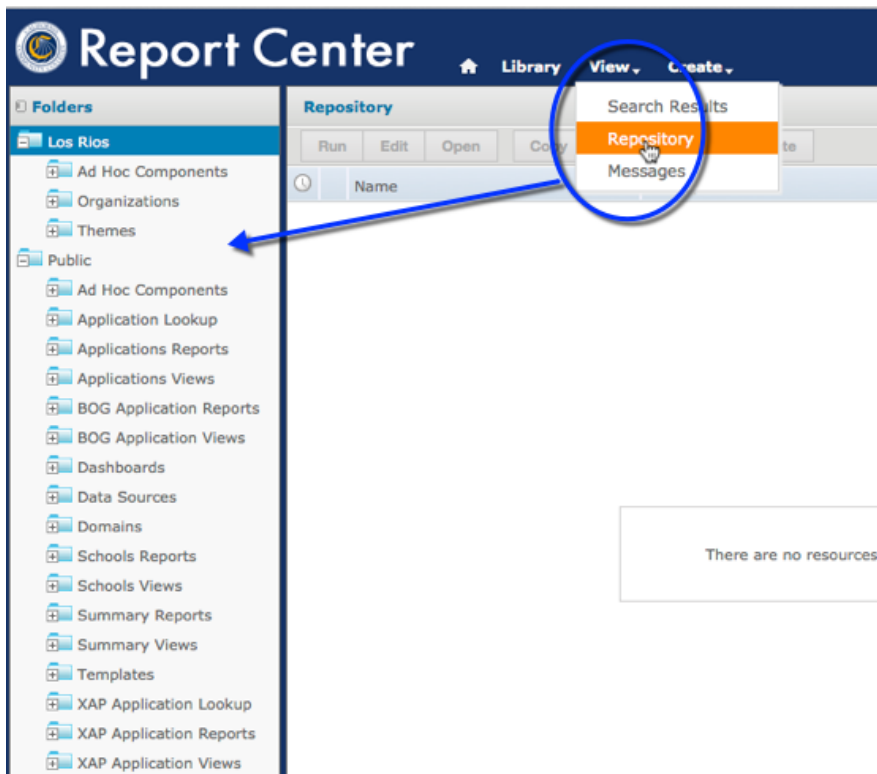 Report Center
Library View Create
Folders
Los Rios
Ad Hoc Components
Organizations
Themes
Public
Ad Hoc Components
Application Lookup
Applications Reports
Applications Views
BOG Application Reports
BOG Application Views
Dashboards
Data Sources
Domains
Schools Reports
Schools Views
Summary Reports
Summary Views
Templates
XAP Application Lookup
XAP Application Reports
XAP Application Views
Repository
Run Edit Open Copy te
Name
Search Results
Repository
Messages
There are no resources